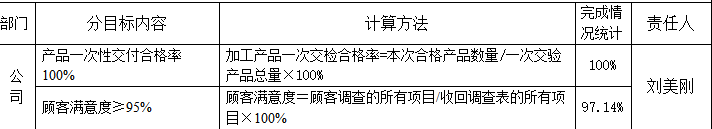 部门 分目标内容 计算方法 完成情况统计 责任人
公司 产品一次性交付合格率100% 加工产品一次交检合格率=本次合格产品数量/一次交验产品总量×100% 100% 刘美刚
顾客满意度≥95% 顾客满意度＝顾客调查的所有项目/收回调查表的所有项目×100% 97.14%